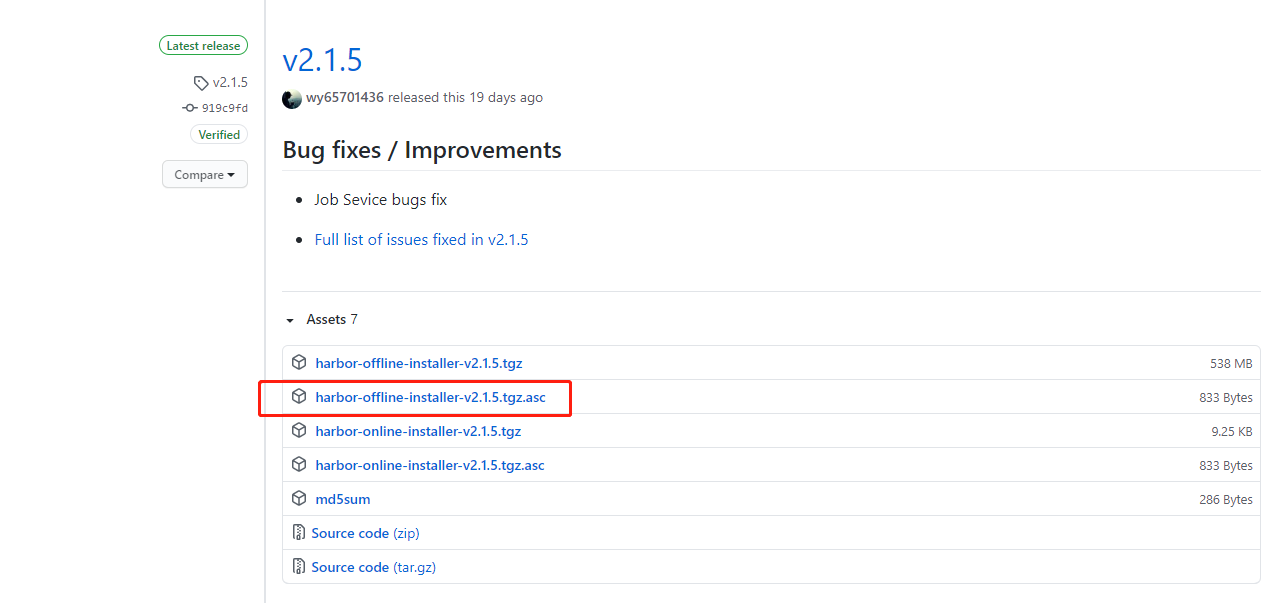 Latest release
v2.1.5
919c9fd
Verified
Compare
v2.1.5
wy65701436 released this 19 days ago
Bug fixes / Improvements
Job Sevice bugs fix
Full list of issues fixed in v2.1.5
Assets 7
harbor-offline-installer-v2.1.5.tgz 538 MB
harbor-offline-installer-v2.1.5.tgz.asc 833 Bytes
harbor-online-installer-v2.1.5.tgz 9.25 KB
harbor-online-installer-v2.1.5.tgz.asc 833 Bytes
md5sum 286 Bytes
Source code (zip)
Source code (tar.gz)